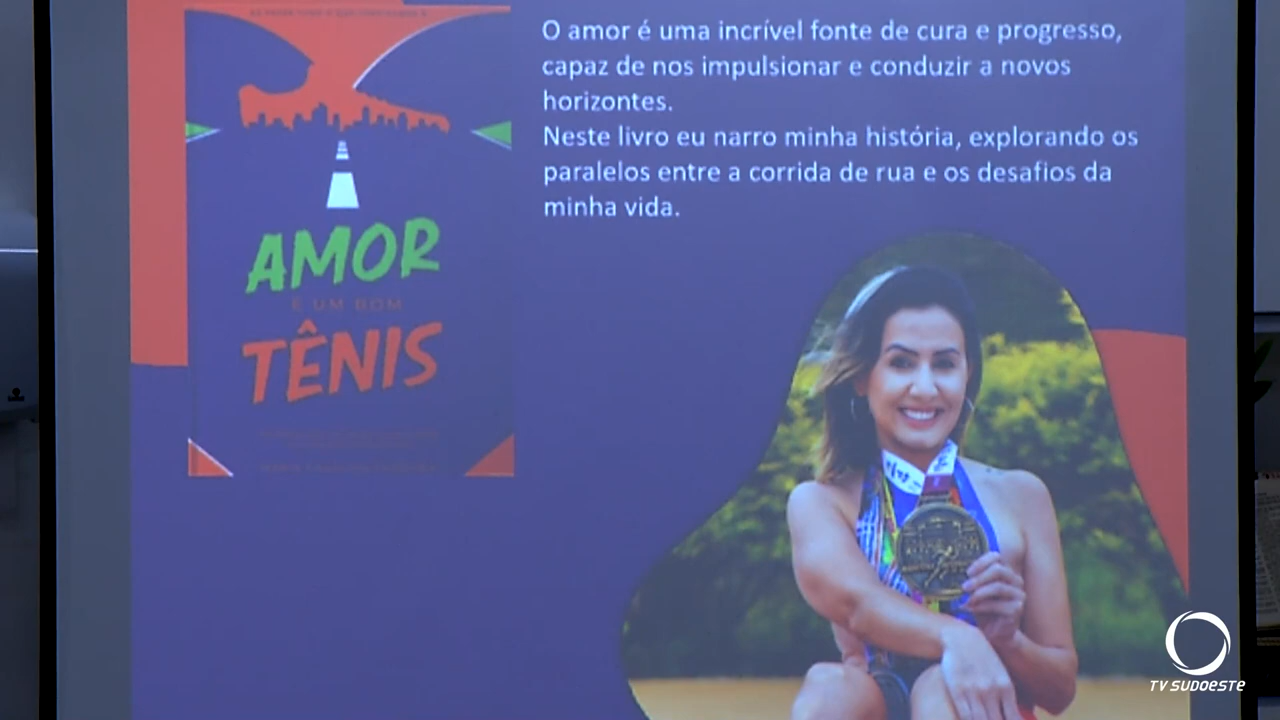 O amor é uma incrível fonte de cura e progresso,
capaz de nos impulsionar e conduzir a novos
horizontes.
Neste livro eu narro minha história, explorando os
paralelos entre a corrida de rua e os desafios da
minha vida.
AMOR
É UM BOM
TÊNIS
TV SUDOESTE